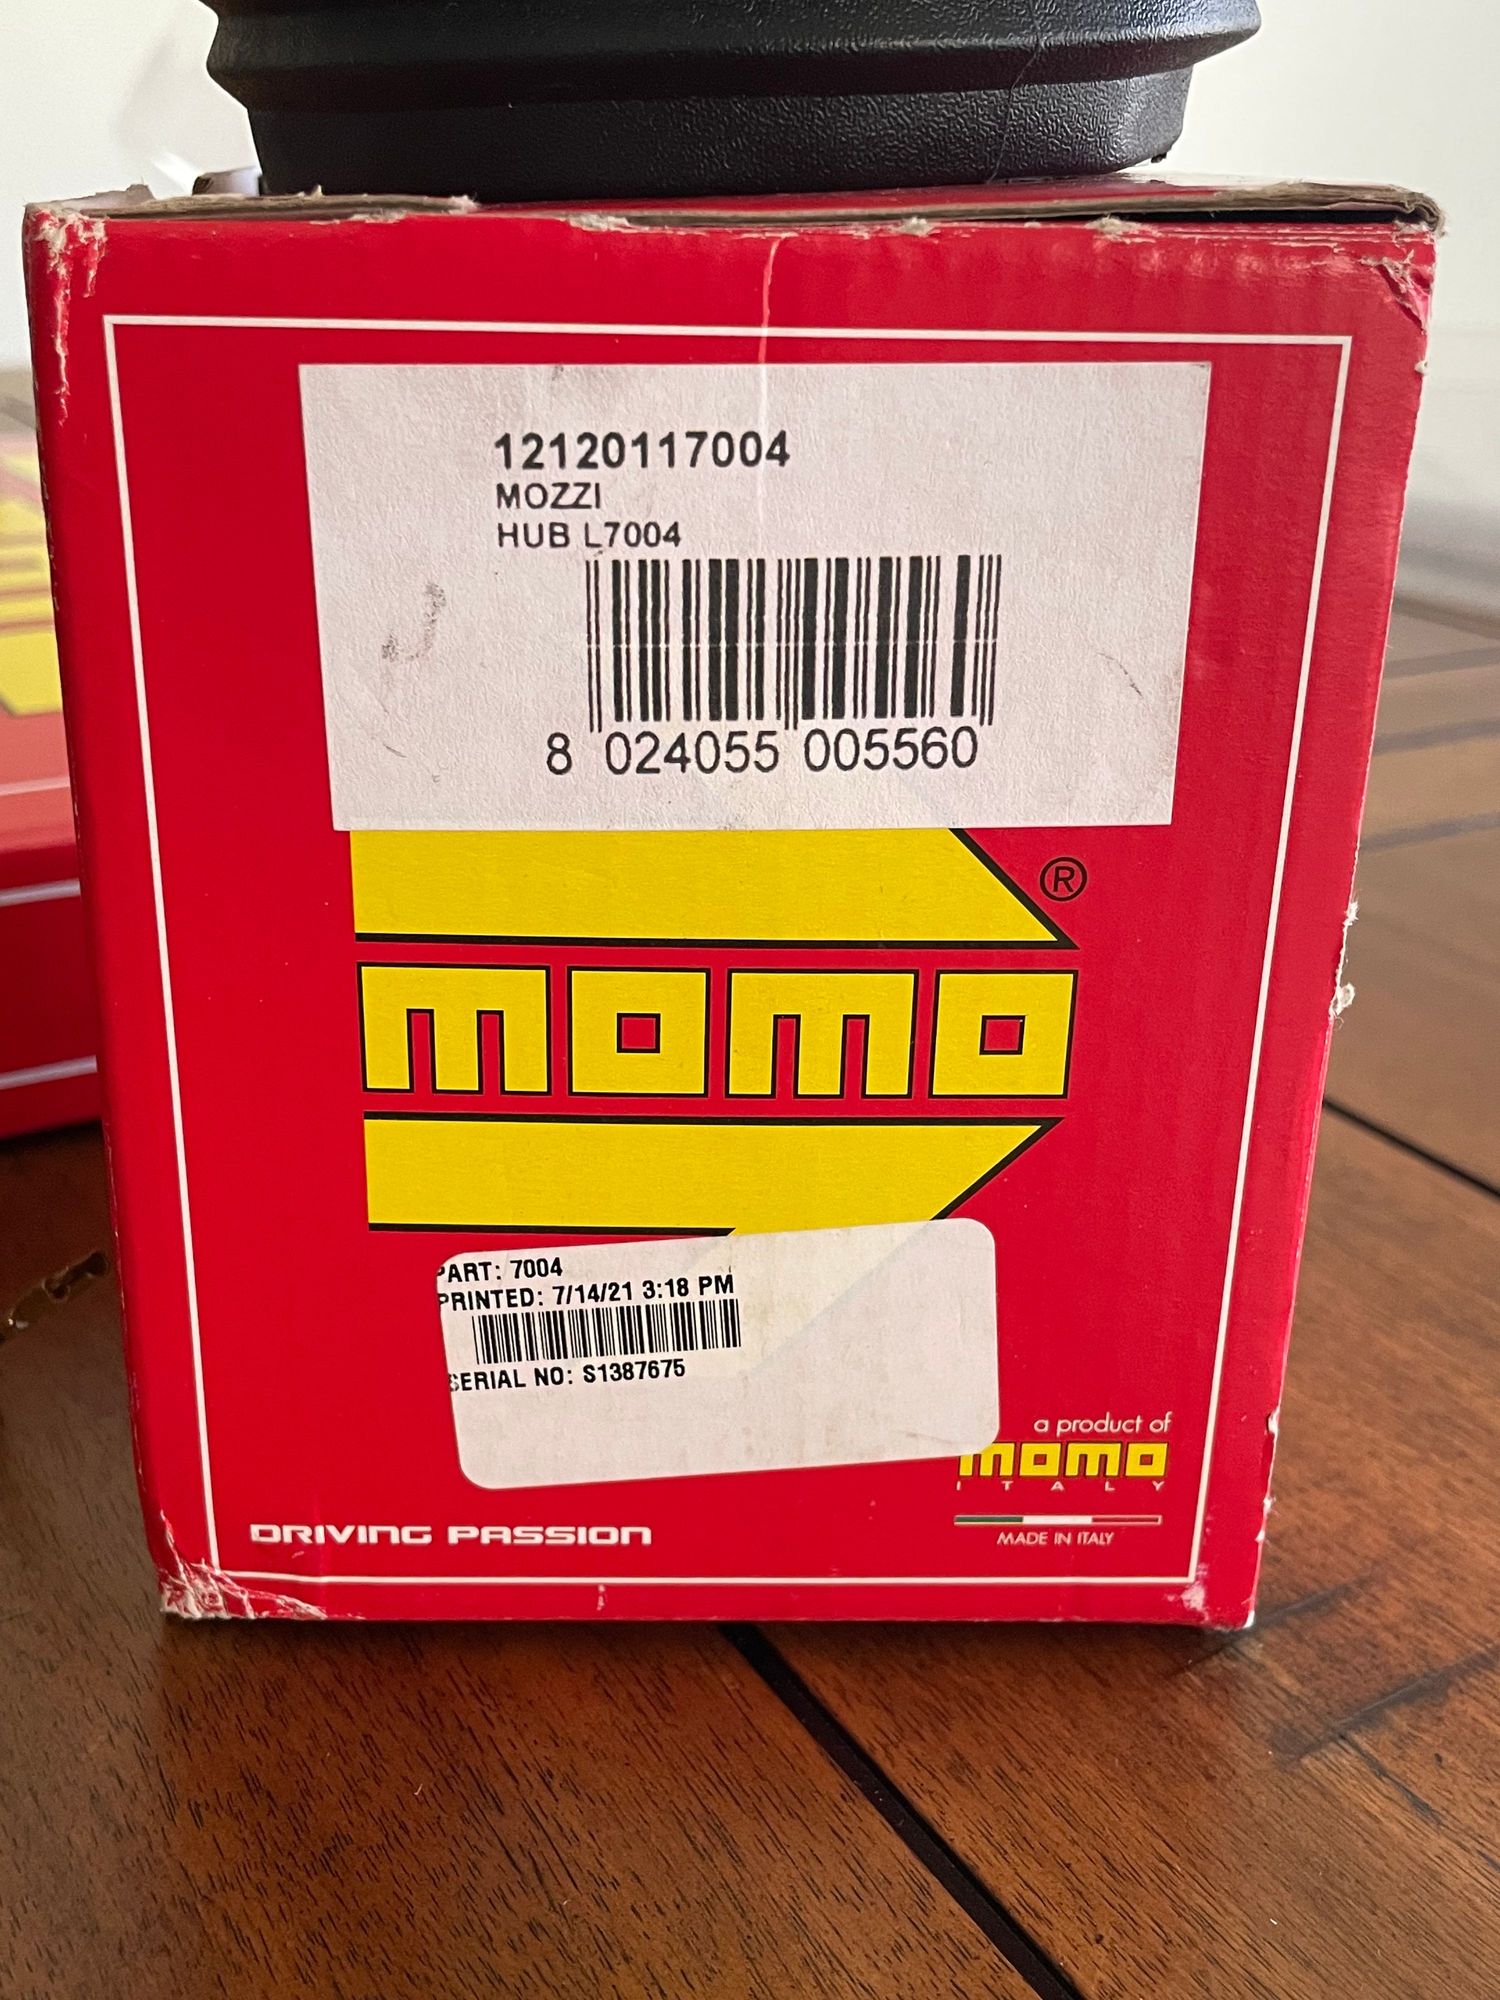 12120117004
MOZZI
HUB L7004
8 024055 005560
®
momo
PART: 7004
PRINTED: 7/14/21 3:18 PM
SERIAL NO: S1387675
a product of
momo
ITALY
MADE IN ITALY
DRIVING PASSION